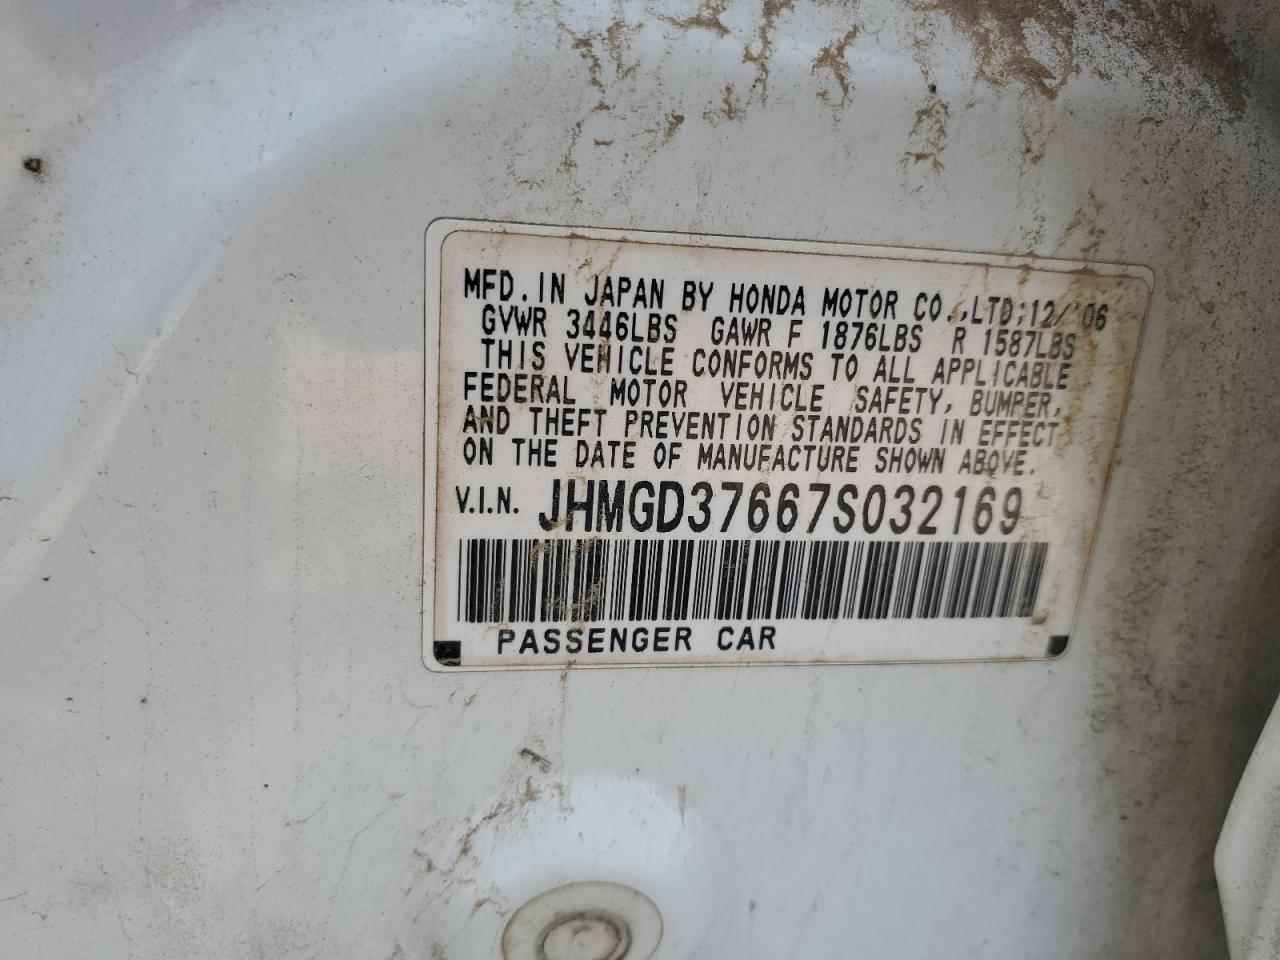 MFD. IN JAPAN BY HONDA MOTOR CO.,LTD;12/'06
GVWR 3446LBS GAWR F 1876LBS R 1587LBS
THIS VEHICLE CONFORMS TO ALL APPLICABLE
FEDERAL MOTOR VEHICLE SAFETY, BUMPER,
AND THEFT PREVENTION STANDARDS IN EFFECT
ON THE DATE OF MANUFACTURE SHOWN ABOVE.
V.I.N. JHMGD37667S032169
PASSENGER CAR